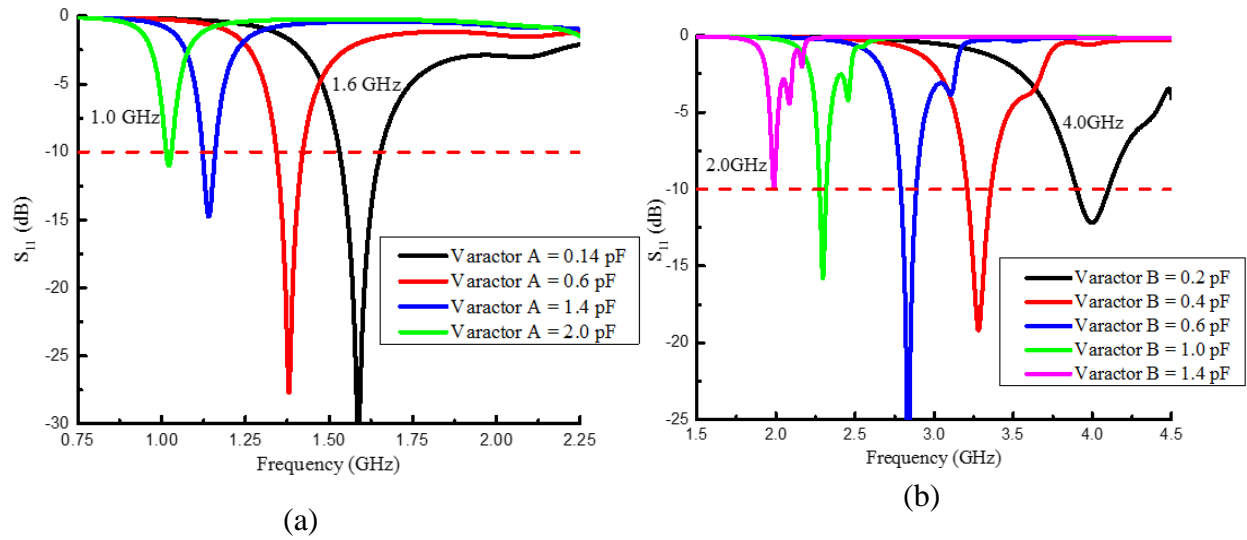 0
-5
-10
-15
-20
-25
-30
S11 (dB)
1.0 GHz
1.6 GHz
Varactor A = 0.14 pF
Varactor A = 0.6 pF
Varactor A = 1.4 pF
Varactor A = 2.0 pF
0.75 1.00 1.25 1.50 1.75 2.00 2.25
Frequency (GHz)
(a)
0
-5
-10
-15
-20
-25
S11 (dB)
2.0GHz
4.0GHz
Varactor B = 0.2 pF
Varactor B = 0.4 pF
Varactor B = 0.6 pF
Varactor B = 1.0 pF
Varactor B = 1.4 pF
1.5 2.0 2.5 3.0 3.5 4.0 4.5
Frequency (GHz)
(b)